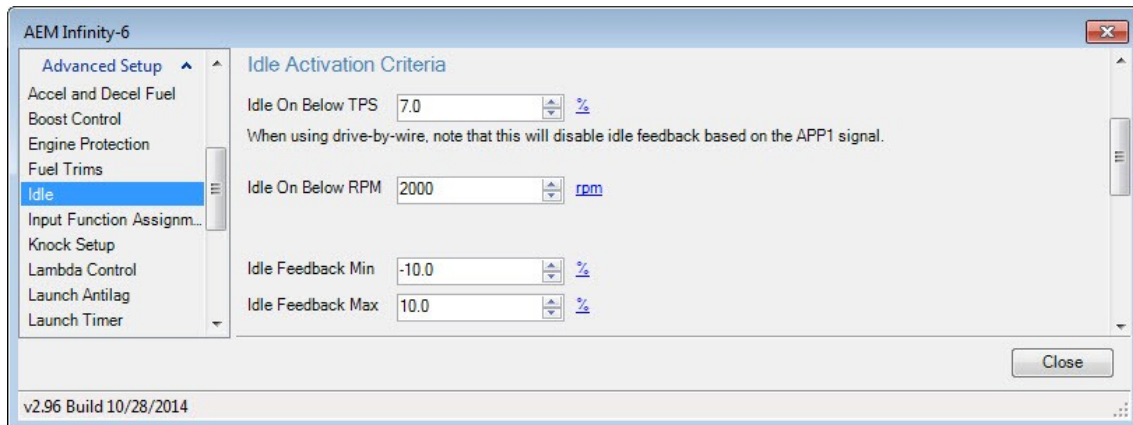 AEM Infinity-6
Advanced Setup
Accel and Decel Fuel
Boost Control
Engine Protection
Fuel Trims
Idle
Input Function Assignm...
Knock Setup
Lambda Control
Launch Antilag
Launch Timer
Idle Activation Criteria
Idle On Below TPS 7.0 %
When using drive-by-wire, note that this will disable idle feedback based on the APP1 signal.
Idle On Below RPM 2000 rpm
Idle Feedback Min -10.0 %
Idle Feedback Max 10.0 %
Close
v2.96 Build 10/28/2014